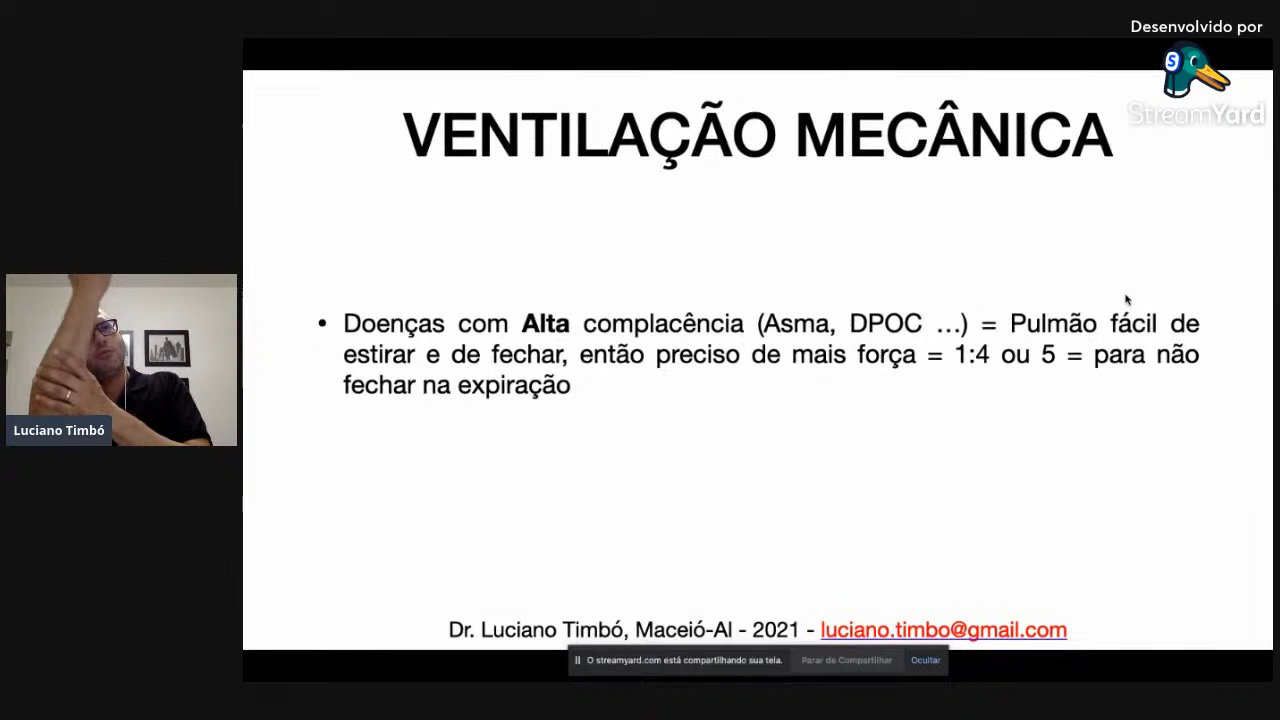 Desenvolvido por
StreamYard
VENTILAÇÃO MECÂNICA
• Doenças com Alta complacência (Asma, DPOC ...) = Pulmão fácil de
estirar e de fechar, então preciso de mais força = 1:4 ou 5 = para não
fechar na expiração
Luciano Timbó
Dr. Luciano Timbó, Maceió-Al - 2021 - luciano.timbo@gmail.com
O streamyard.com está compartilhando sua tela. Parar de Compartilhar Ocultar